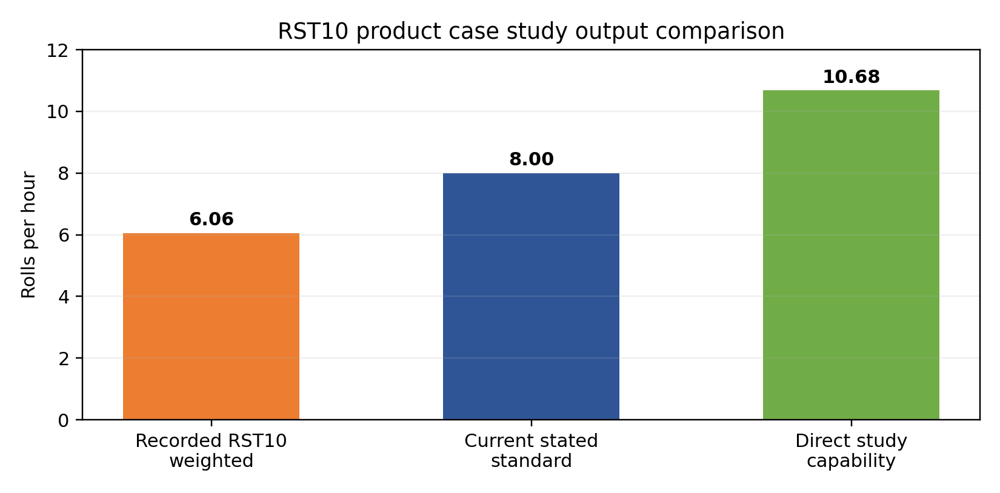 RST10 product case study output comparison
12
10
8
6
4
2
0
Rolls per hour
6.06
8.00
10.68
Recorded RST10
weighted
Current stated
standard
Direct study
capability